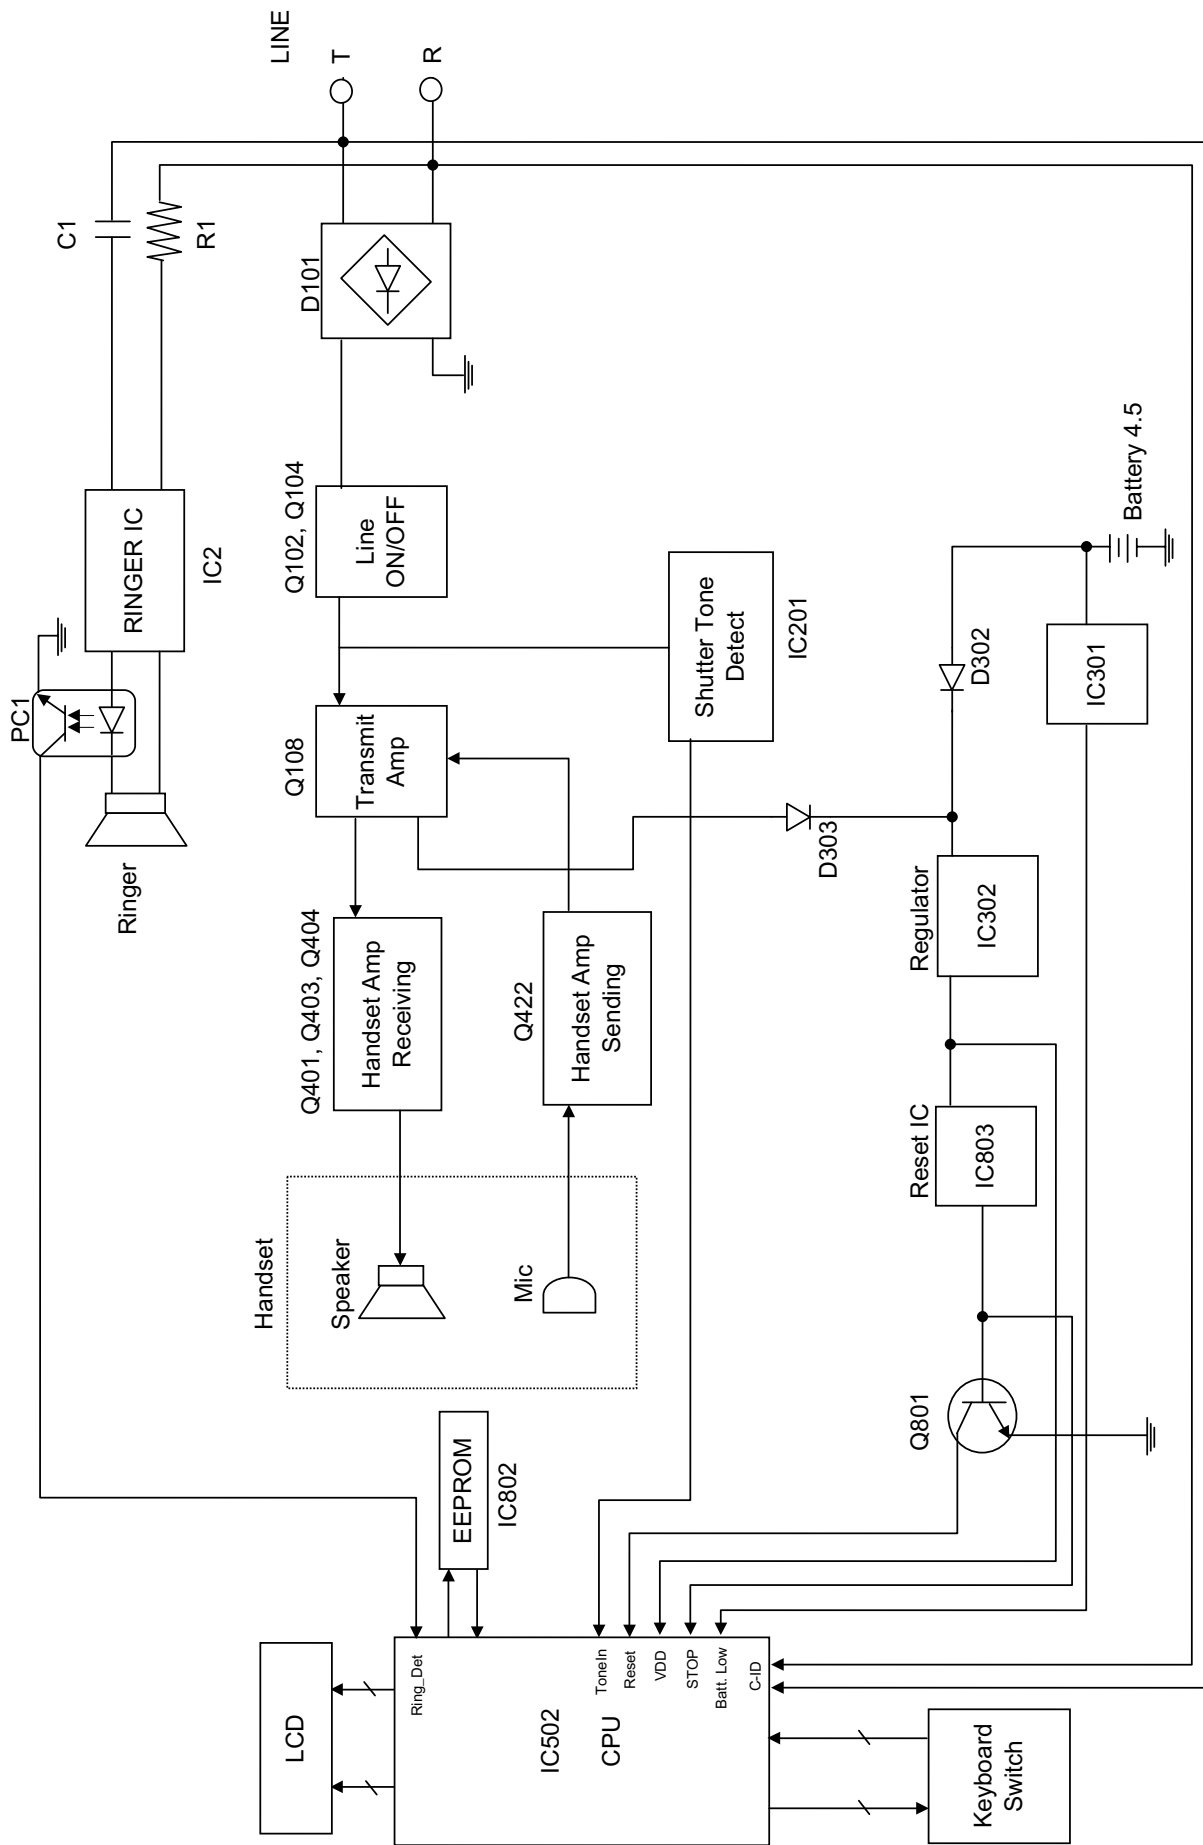 LINE
T
R
C1
R1
D101
RINGER IC
IC2
PC1
Ringer
Q102, Q104
Line
ON/OFF
Shutter Tone
Detect
IC201
Q108
Transmit
Amp
Q401, Q403, Q404
Handset Amp
Receiving
Q422
Handset Amp
Sending
Handset
Speaker
Mic
Battery 4.5
D302
IC301
D303
Regulator
IC302
Reset IC
IC803
Q801
EEPROM
IC802
LCD
Ring_Det
ToneIn
Reset
VDD
STOP
Batt. Low
C-ID
IC502
CPU
Keyboard
Switch